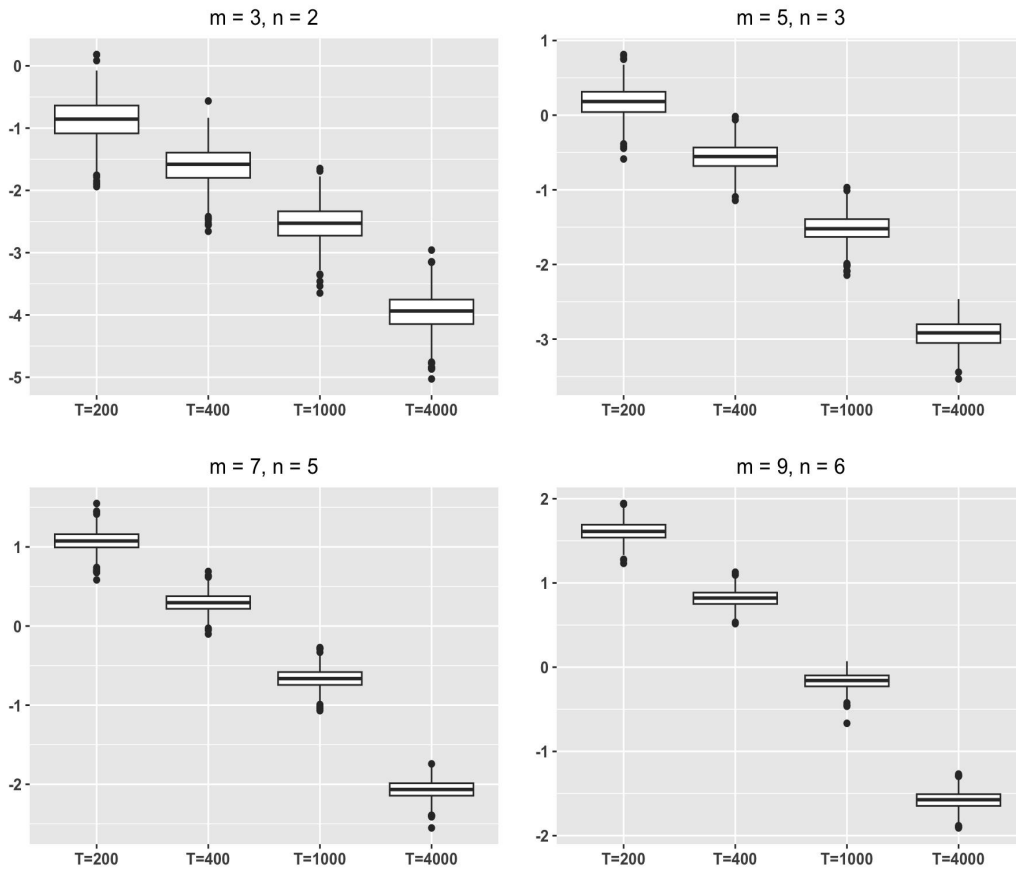 m = 3, n = 2
0
-1
-2
-3
-4
-5
T=200 T=400 T=1000 T=4000
m = 5, n = 3
1
0
-1
-2
-3
T=200 T=400 T=1000 T=4000
m = 7, n = 5
1
0
-1
-2
T=200 T=400 T=1000 T=4000
m = 9, n = 6
2
1
0
-1
-2
T=200 T=400 T=1000 T=4000